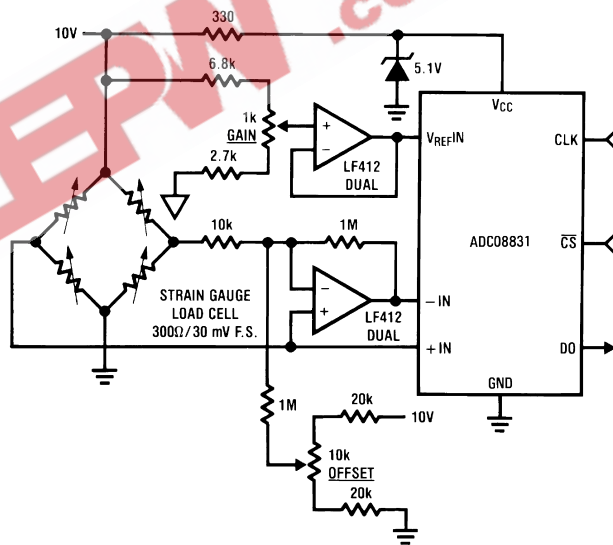 330
10V
6.8k
5.1V
1k
GAIN
2.7k
+
−
LF412
DUAL
VCC
VREFIN
CLK
ADC08831
CS
−IN
+IN
DO
GND
10k
1M
−
+
LF412
DUAL
STRAIN GAUGE
LOAD CELL
300Ω/30 mV F.S.
1M
20k
10V
10k
OFFSET
20k
EEPW
.co